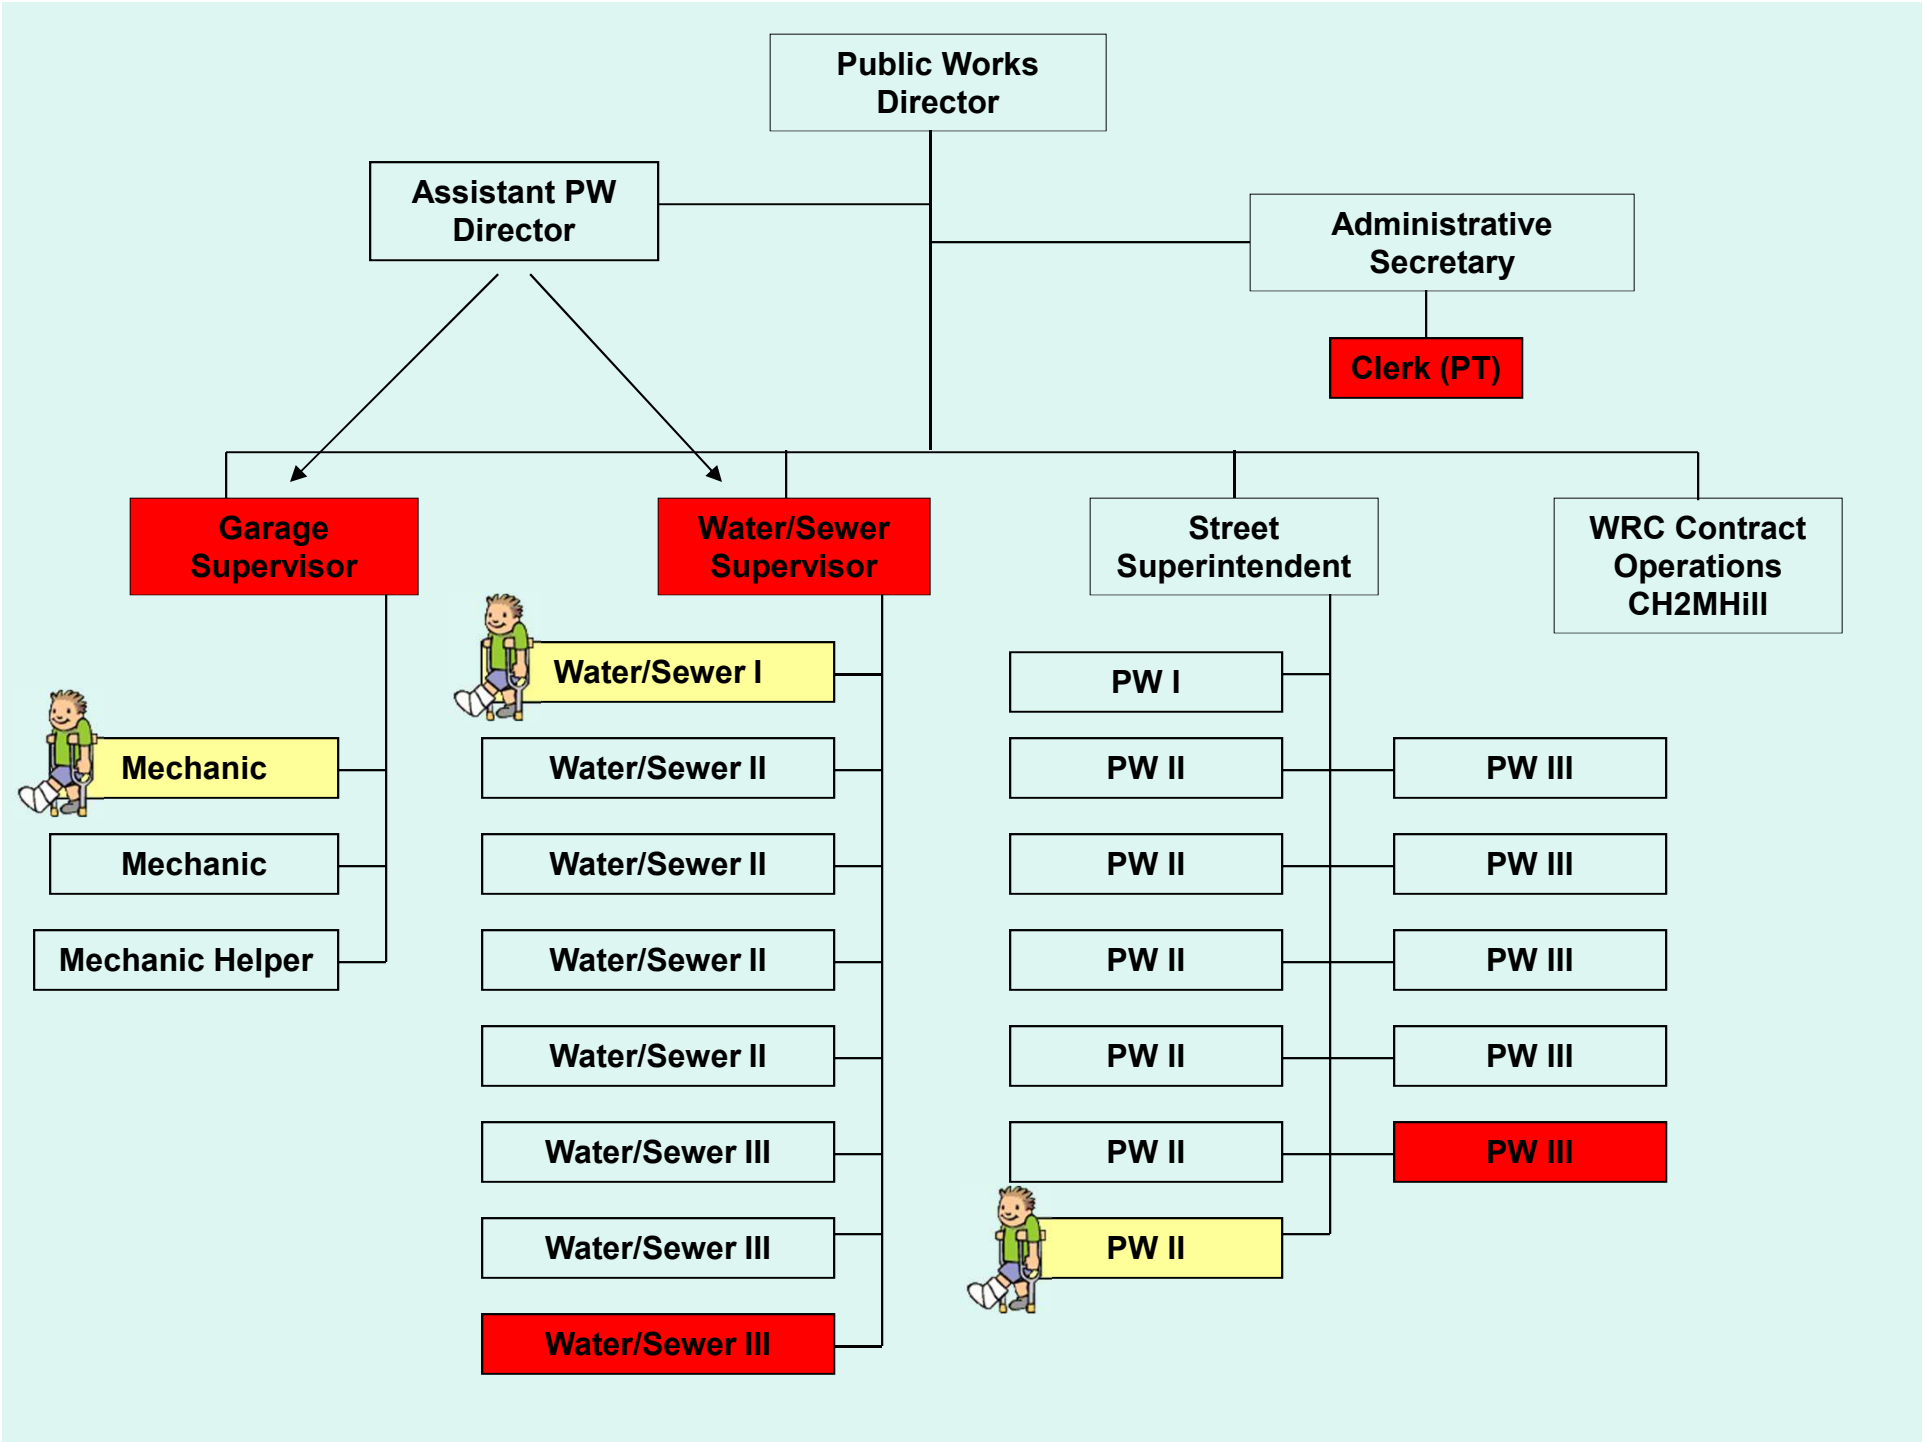 Public Works
Director
Assistant PW
Director
Administrative
Secretary
Clerk (PT)
Garage
Supervisor
Water/Sewer
Supervisor
Street
Superintendent
WRC Contract
Operations
CH2MHill
Mechanic
Mechanic
Mechanic Helper
Water/Sewer I
Water/Sewer II
Water/Sewer II
Water/Sewer II
Water/Sewer II
Water/Sewer III
Water/Sewer III
Water/Sewer III
PW I
PW II
PW II
PW II
PW II
PW II
PW II
PW III
PW III
PW III
PW III
PW III